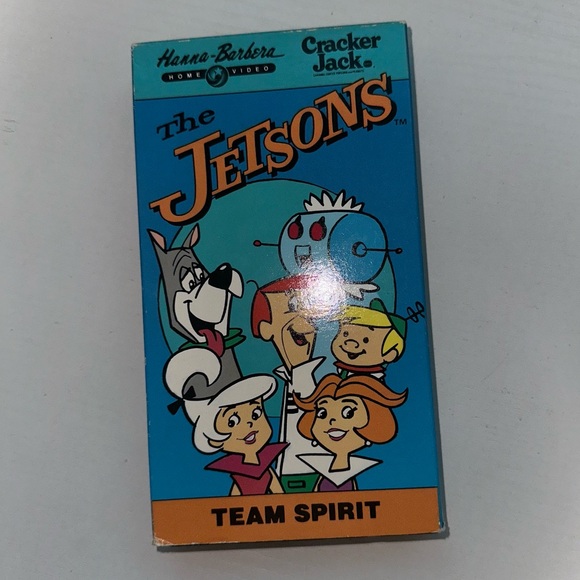 Hanna-Barbera
HOME VIDEO
Cracker
Jack
The
JETSONS
TM
TEAM SPIRIT